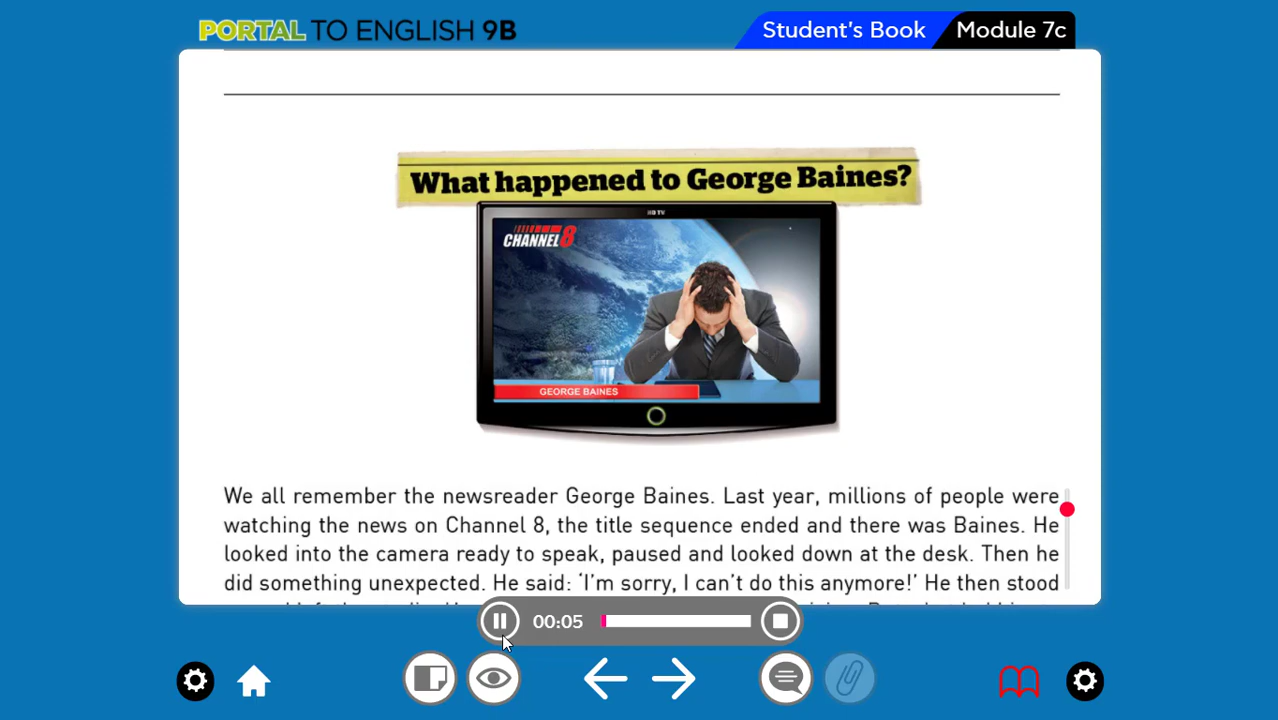 PORTAL TO ENGLISH 9B
Student's Book
Module 7c
What happened to George Baines?
HD TV
CHANNEL 8
GEORGE BAINES
We all remember the newsreader George Baines. Last year, millions of people were
watching the news on Channel 8, the title sequence ended and there was Baines. He
looked into the camera ready to speak, paused and looked down at the desk. Then he
did something unexpected. He said: ‘I’m sorry, I can’t do this anymore!’ He then stood
00:05